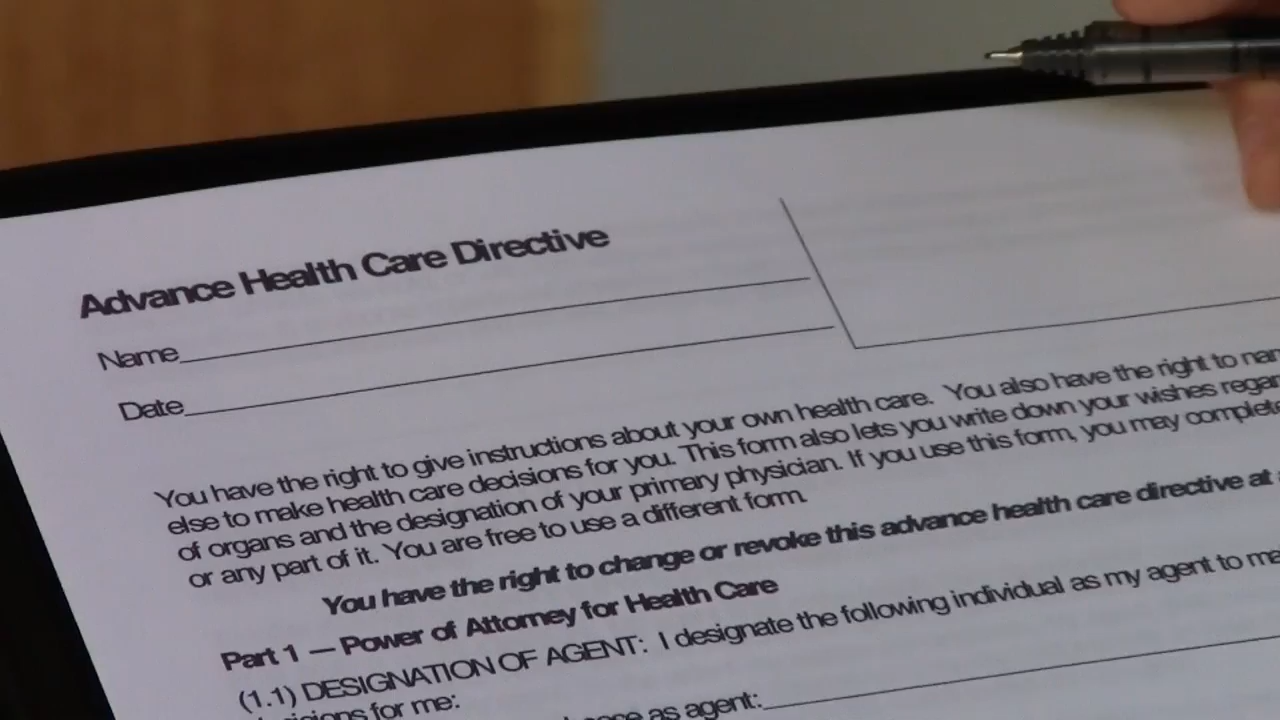 Advance Health Care Directive
Name
Date
You have the right to give instructions about your own health care. You also have the right to
else to make health care decisions for you. This form also lets you write down your wishes
of organs and the designation of your primary physician. If you use this form, you may complete
or any part of it. You are free to use a different form.
You have the right to change or revoke this advance health care directive at
Part 1 — Power of Attorney for Health Care
(1.1) DESIGNATION OF AGENT: I designate the following individual as my agent to
for me:
as agent: